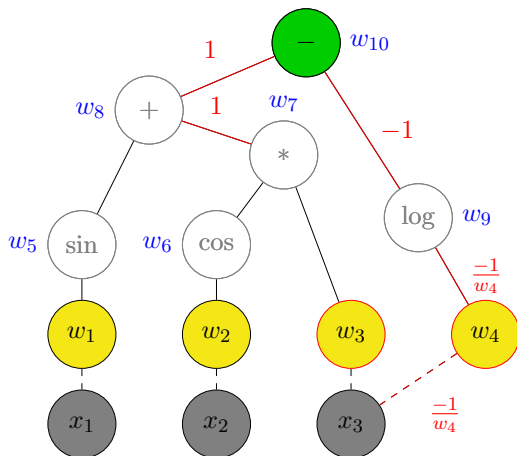 1 − w₁₀
w₈ + 1 w₇
∗ −1
w₅ sin w₆ cos log w₉
−1/w₄
w₁ w₂ w₃ w₄
x₁ x₂ x₃ −1/w₄